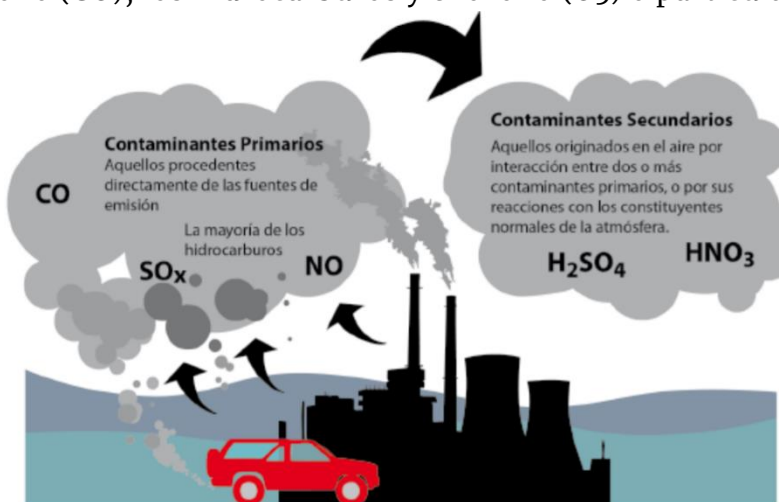 Contaminantes Primarios
Aquellos procedentes
directamente de las fuentes de
emisión
CO
La mayoría de los
hidrocarburos
SOx
NO
Contaminantes Secundarios
Aquellos originados en el aire por
interacción entre dos o más
contaminantes primarios, o por sus
reacciones con los constituyentes
normales de la atmósfera.
H₂SO₄
HNO₃